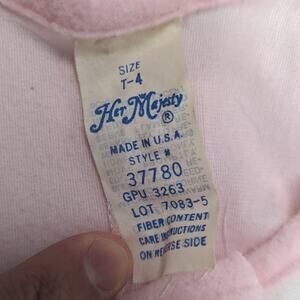 SIZE
T-4
Her Majesty
®
MADE IN U.S.A.
STYLE #
37780
GPU 3263
LOT 7083-5
FIBER CONTENT
CARE INSTRUCTIONS
ON REVERSE SIDE